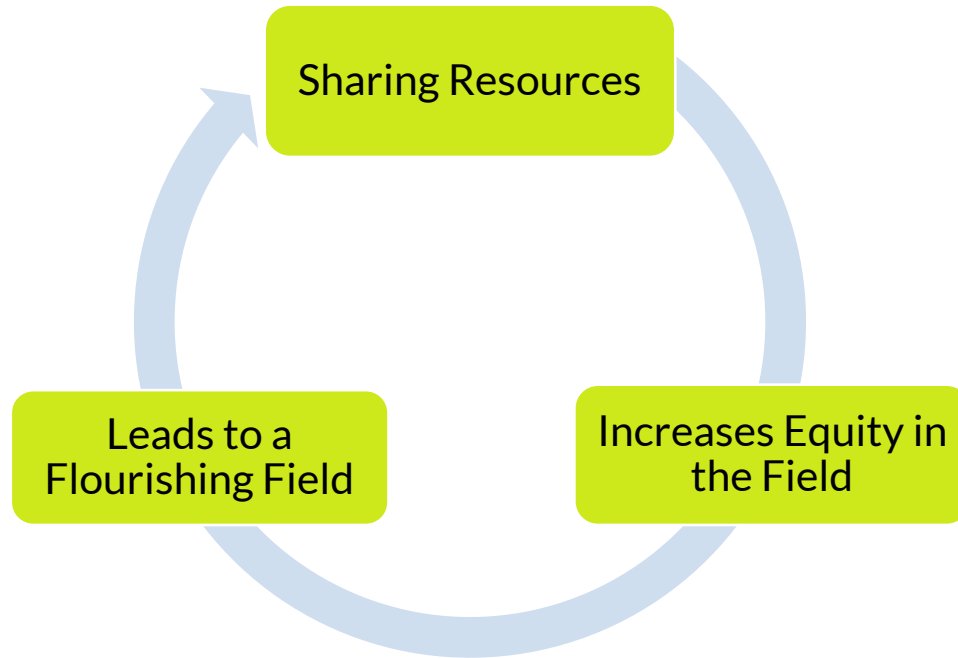 Sharing Resources
Increases Equity in
the Field
Leads to a
Flourishing Field